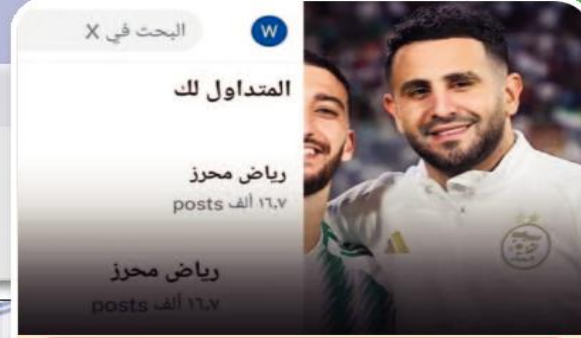 W
البحث في X
المتداول لك
رياض محرز
١٦,٧ ألف posts
رياض محرز
١٦,٧ ألف posts